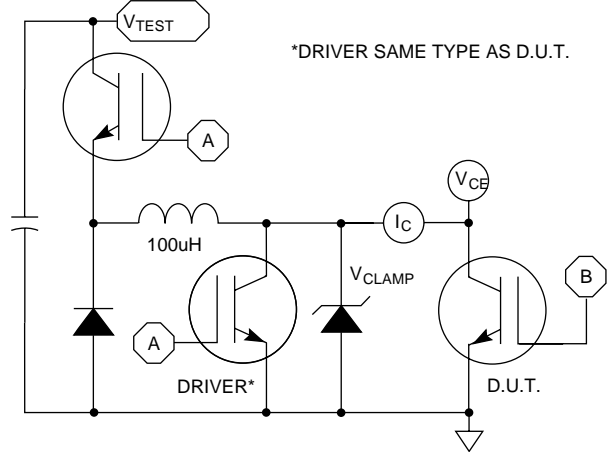 VTEST
*DRIVER SAME TYPE AS D.U.T.
A
VCE
IC
100uH
VCLAMP
B
A
DRIVER*
D.U.T.